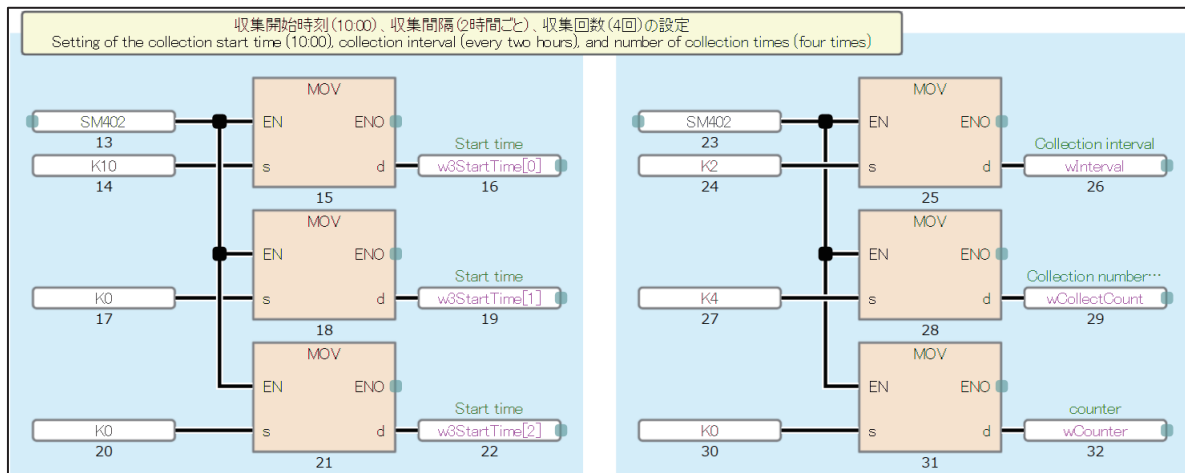 収集開始時刻(10:00)、収集間隔(2時間ごと)、収集回数(4回)の設定
Setting of the collection start time (10:00), collection interval (every two hours), and number of collection times (four times)
MOV
SM402
EN
ENO
13
Start time
K10
s
d
w3StartTime[0]
14
15
16
MOV
EN
ENO
Start time
K0
s
d
w3StartTime[1]
17
18
19
MOV
EN
ENO
Start time
K0
s
d
w3StartTime[2]
20
21
22
MOV
SM402
EN
ENO
23
Collection interval
K2
s
d
wInterval
24
25
26
MOV
EN
ENO
Collection number…
K4
s
d
wCollectCount
27
28
29
MOV
EN
ENO
counter
K0
s
d
wCounter
30
31
32